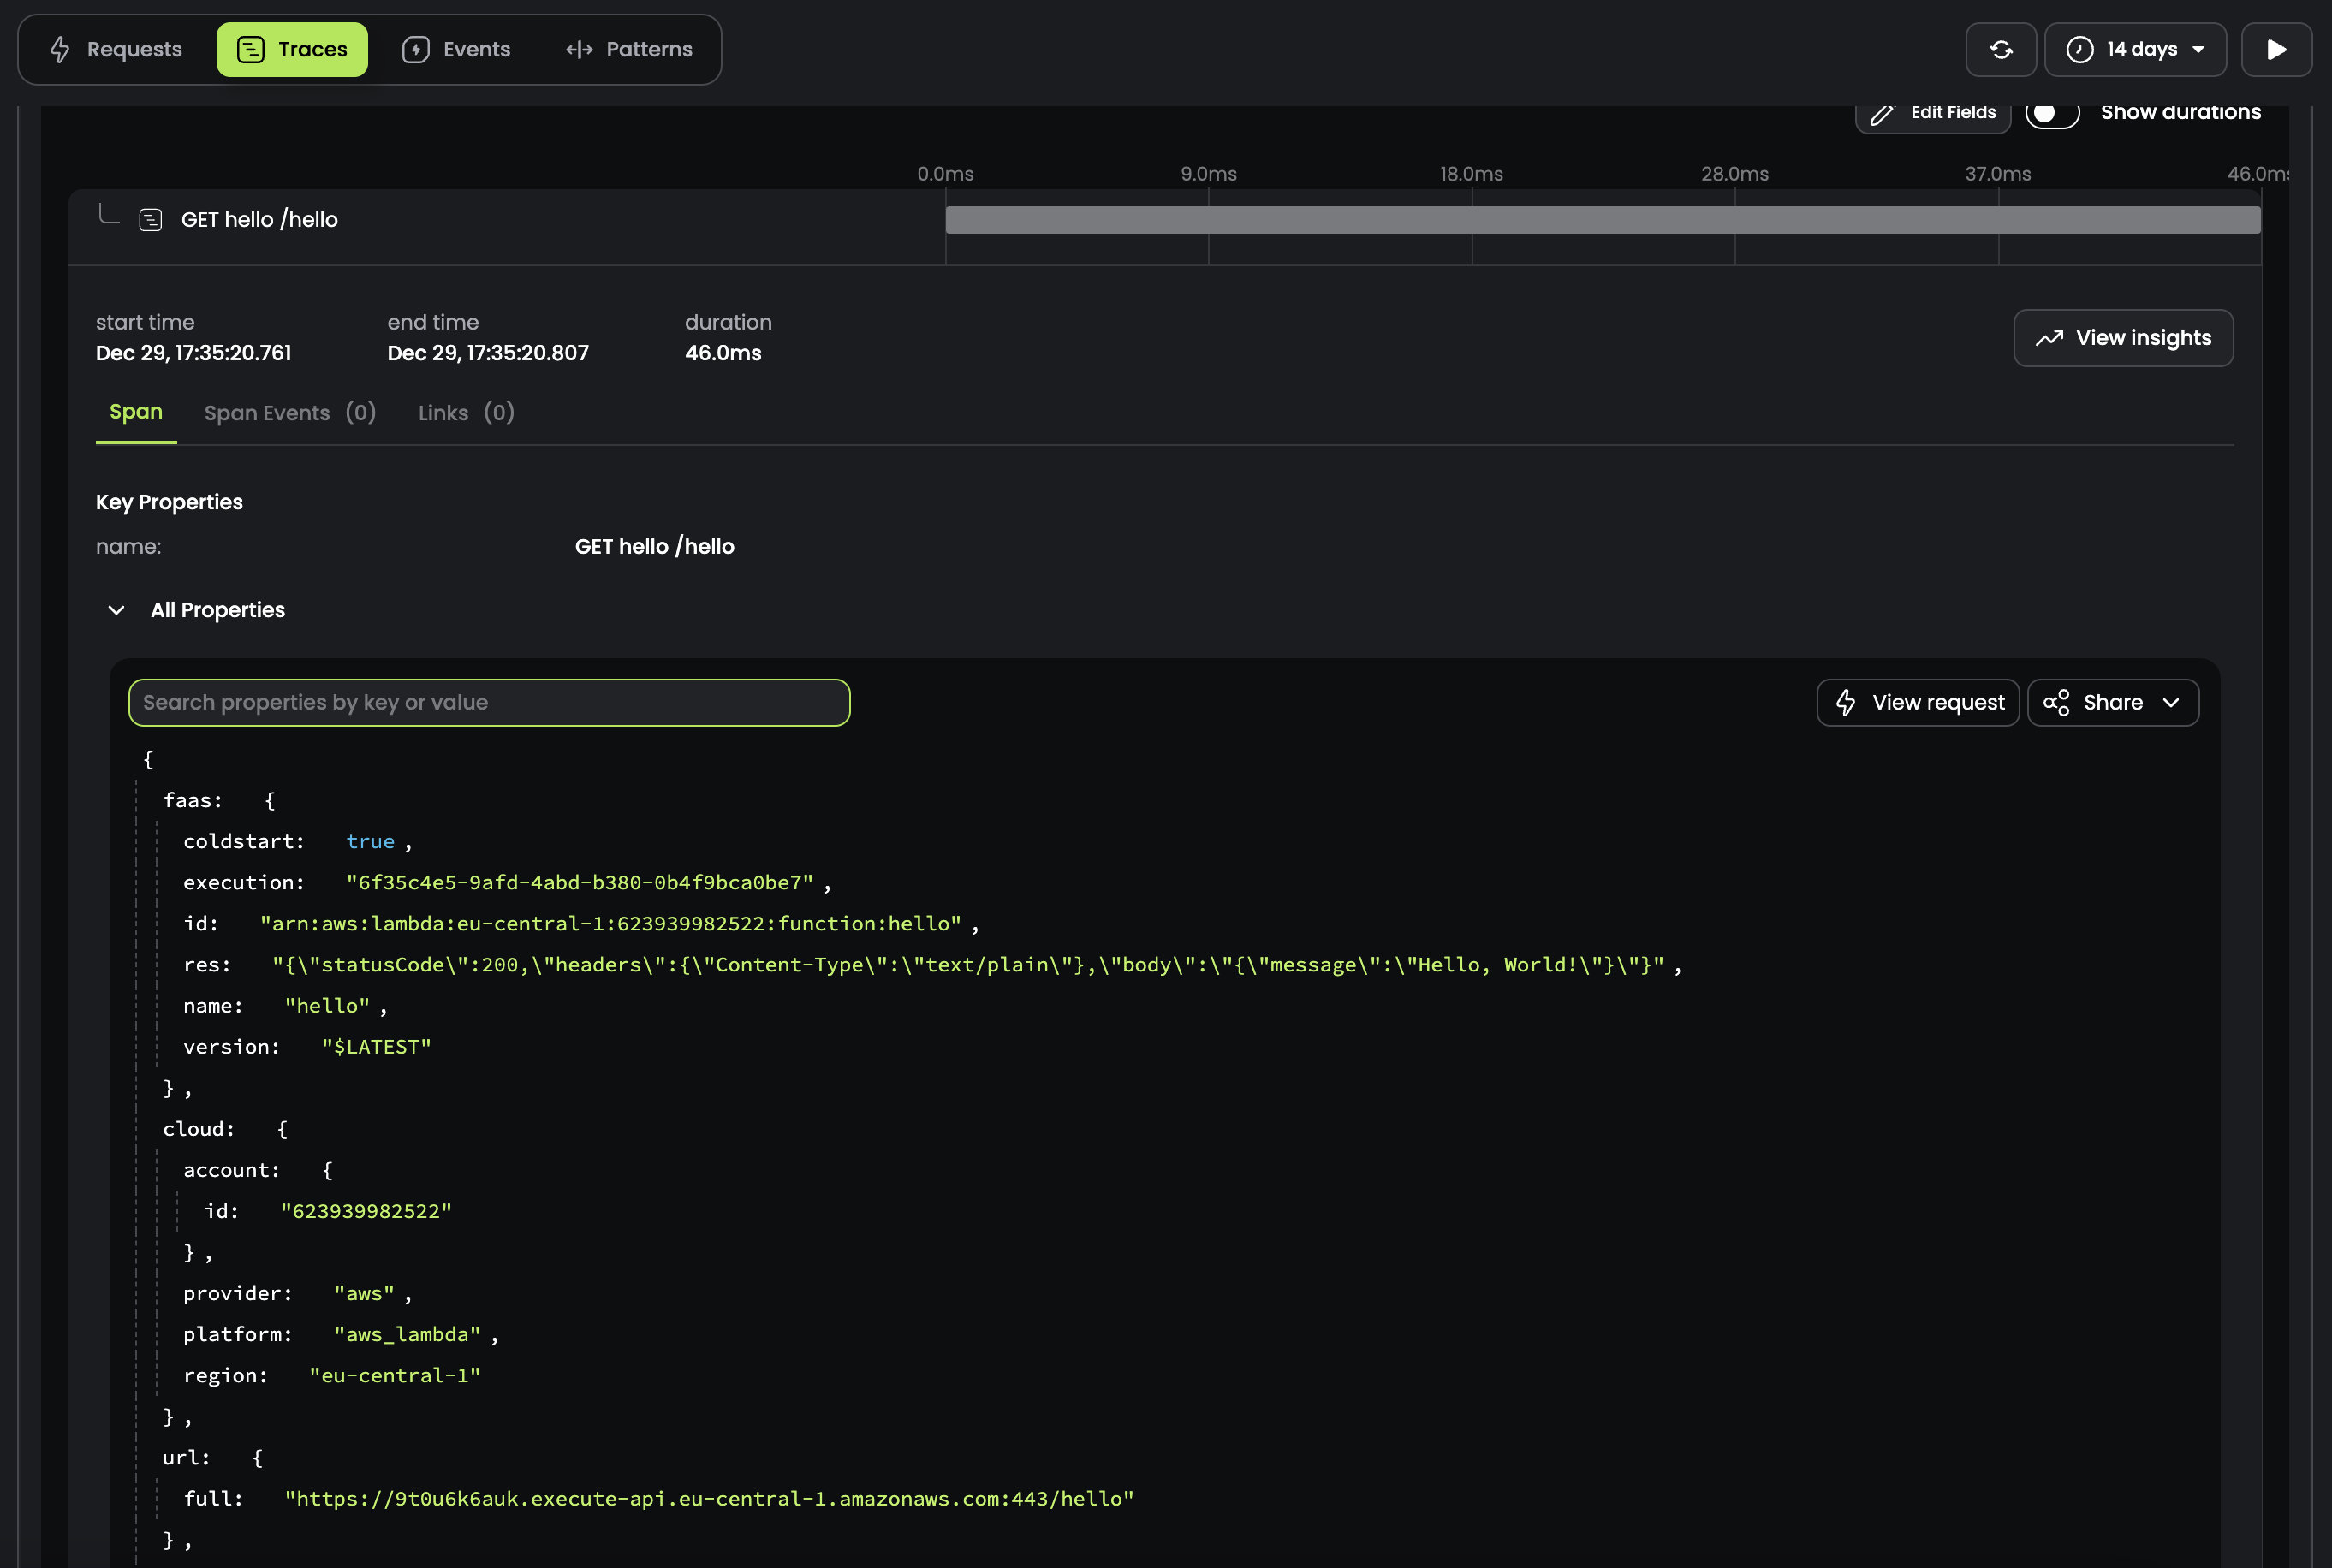 Requests Traces Events Patterns 14 days
Edit Fields Show durations
0.0ms 9.0ms 18.0ms 28.0ms 37.0ms 46.0ms
GET hello /hello
start time end time duration
Dec 29, 17:35:20.761 Dec 29, 17:35:20.807 46.0ms
View insights
Span Span Events (0) Links (0)
Key Properties
name: GET hello /hello
All Properties
Search properties by key or value View request Share
{
faas: {
coldstart: true ,
execution: "6f35c4e5-9afd-4abd-b380-0b4f9bca0be7" ,
id: "arn:aws:lambda:eu-central-1:623939982522:function:hello" ,
res: "{\"statusCode\":200,\"headers\":{\"Content-Type\":\"text/plain\"},\"body\":\"{\"message\":\"Hello, World!\"}\"}" ,
name: "hello" ,
version: "$LATEST"
} ,
cloud: {
account: {
id: "623939982522"
} ,
provider: "aws" ,
platform: "aws_lambda" ,
region: "eu-central-1"
} ,
url: {
full: "https://9t0u6k6auk.execute-api.eu-central-1.amazonaws.com:443/hello"
} ,